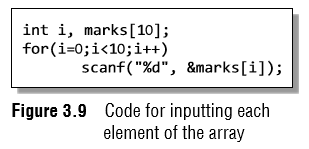 int i, marks[10];
for(i=0;i<10;i++)
scanf("%d", &marks[i]);
Figure 3.9 Code for inputting each
element of the array